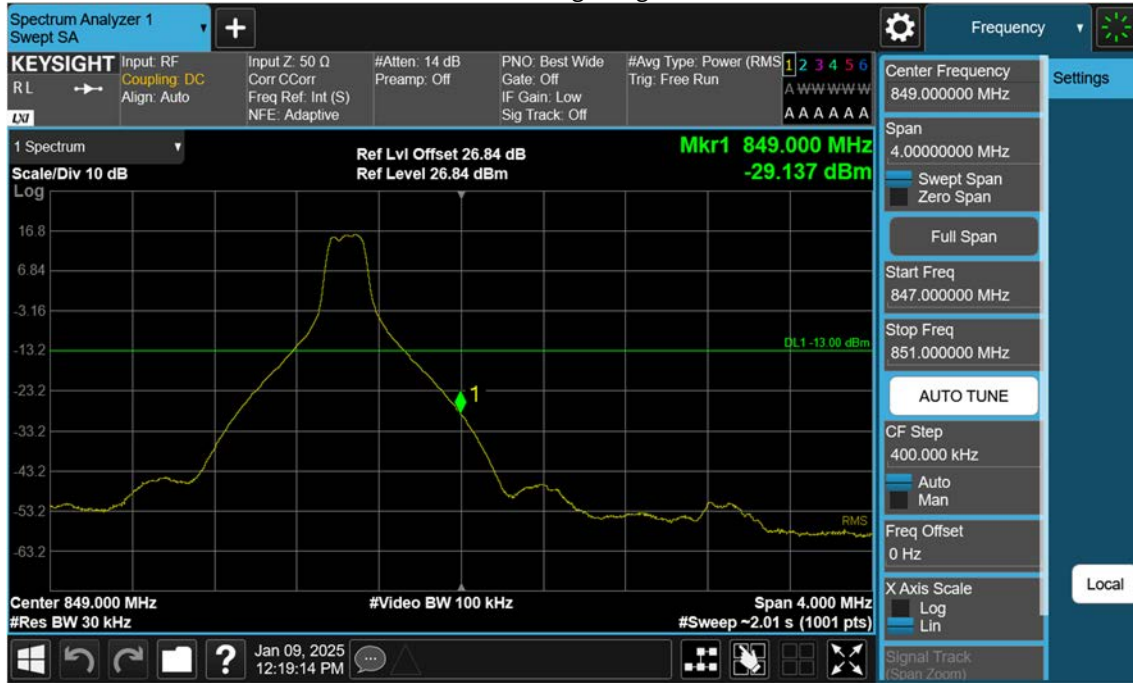 Spectrum Analyzer 1
Swept SA
+
Frequency
KEYSIGHT
R L
LXI
Input: RF
Coupling: DC
Align: Auto
Input Z: 50 Ω
Corr CCorr
Freq Ref: Int (S)
NFE: Adaptive
#Atten: 14 dB
Preamp: Off
PNO: Best Wide
Gate: Off
IF Gain: Low
Sig Track: Off
#Avg Type: Power (RMS
Trig: Free Run
1 2 3 4 5 6
A W W W W W
A A A A A A
1 Spectrum
Scale/Div 10 dB
Log
Ref Lvl Offset 26.84 dB
Ref Level 26.84 dBm
Mkr1 849.000 MHz
-29.137 dBm
16.8
6.84
-3.16
-13.2
-23.2
-33.2
-43.2
-53.2
-63.2
DL1 -13.00 dBm
1
RMS
Center 849.000 MHz
#Res BW 30 kHz
#Video BW 100 kHz
Span 4.000 MHz
#Sweep ~2.01 s (1001 pts)
?
Jan 09, 2025
12:19:14 PM
Center Frequency
849.000000 MHz
Settings
Span
4.00000000 MHz
Swept Span
Zero Span
Full Span
Start Freq
847.000000 MHz
Stop Freq
851.000000 MHz
AUTO TUNE
CF Step
400.000 kHz
Auto
Man
Freq Offset
0 Hz
X Axis Scale
Log
Lin
Local
Signal Track
(Span Zoom)